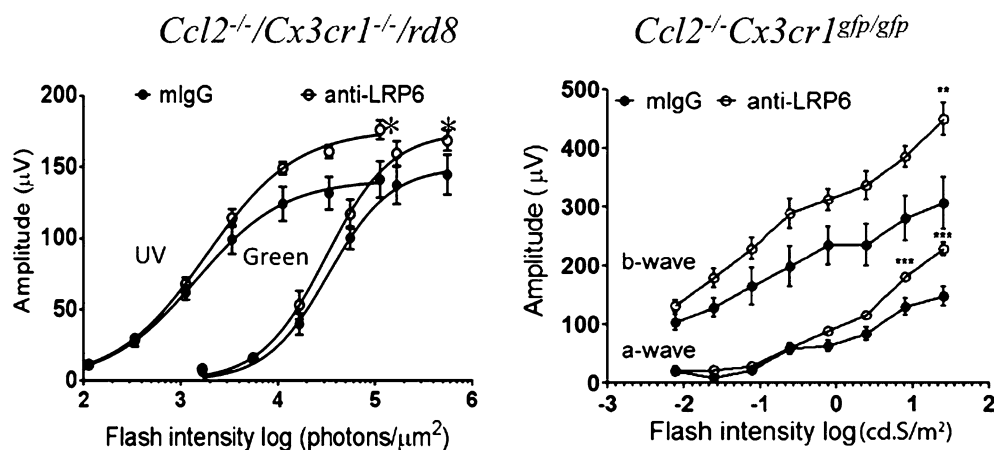 Ccl2-/-/Cx3cr1-/-/rd8
mIgG anti-LRP6
200
150
100
50
0
Amplitude (μV)
UV Green
* *
2 3 4 5 6
Flash intensity log (photons/μm²)
Ccl2-/-Cx3cr1gfp/gfp
mIgG anti-LRP6
500
400
300
200
100
0
Amplitude ( μV)
**
b-wave
***
***
a-wave
-3 -2 -1 0 1 2
Flash intensity log(cd.S/m²)